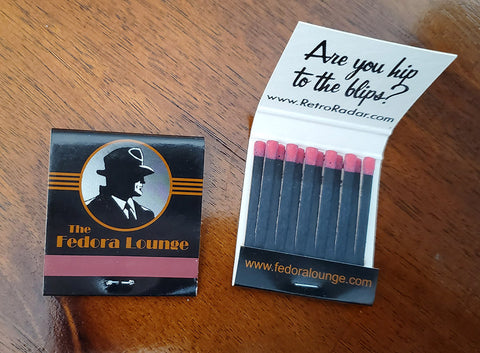 The
Fedora Lounge
Are you hip
to the blips?
www.RetroRadar.com
www.fedoralounge.com